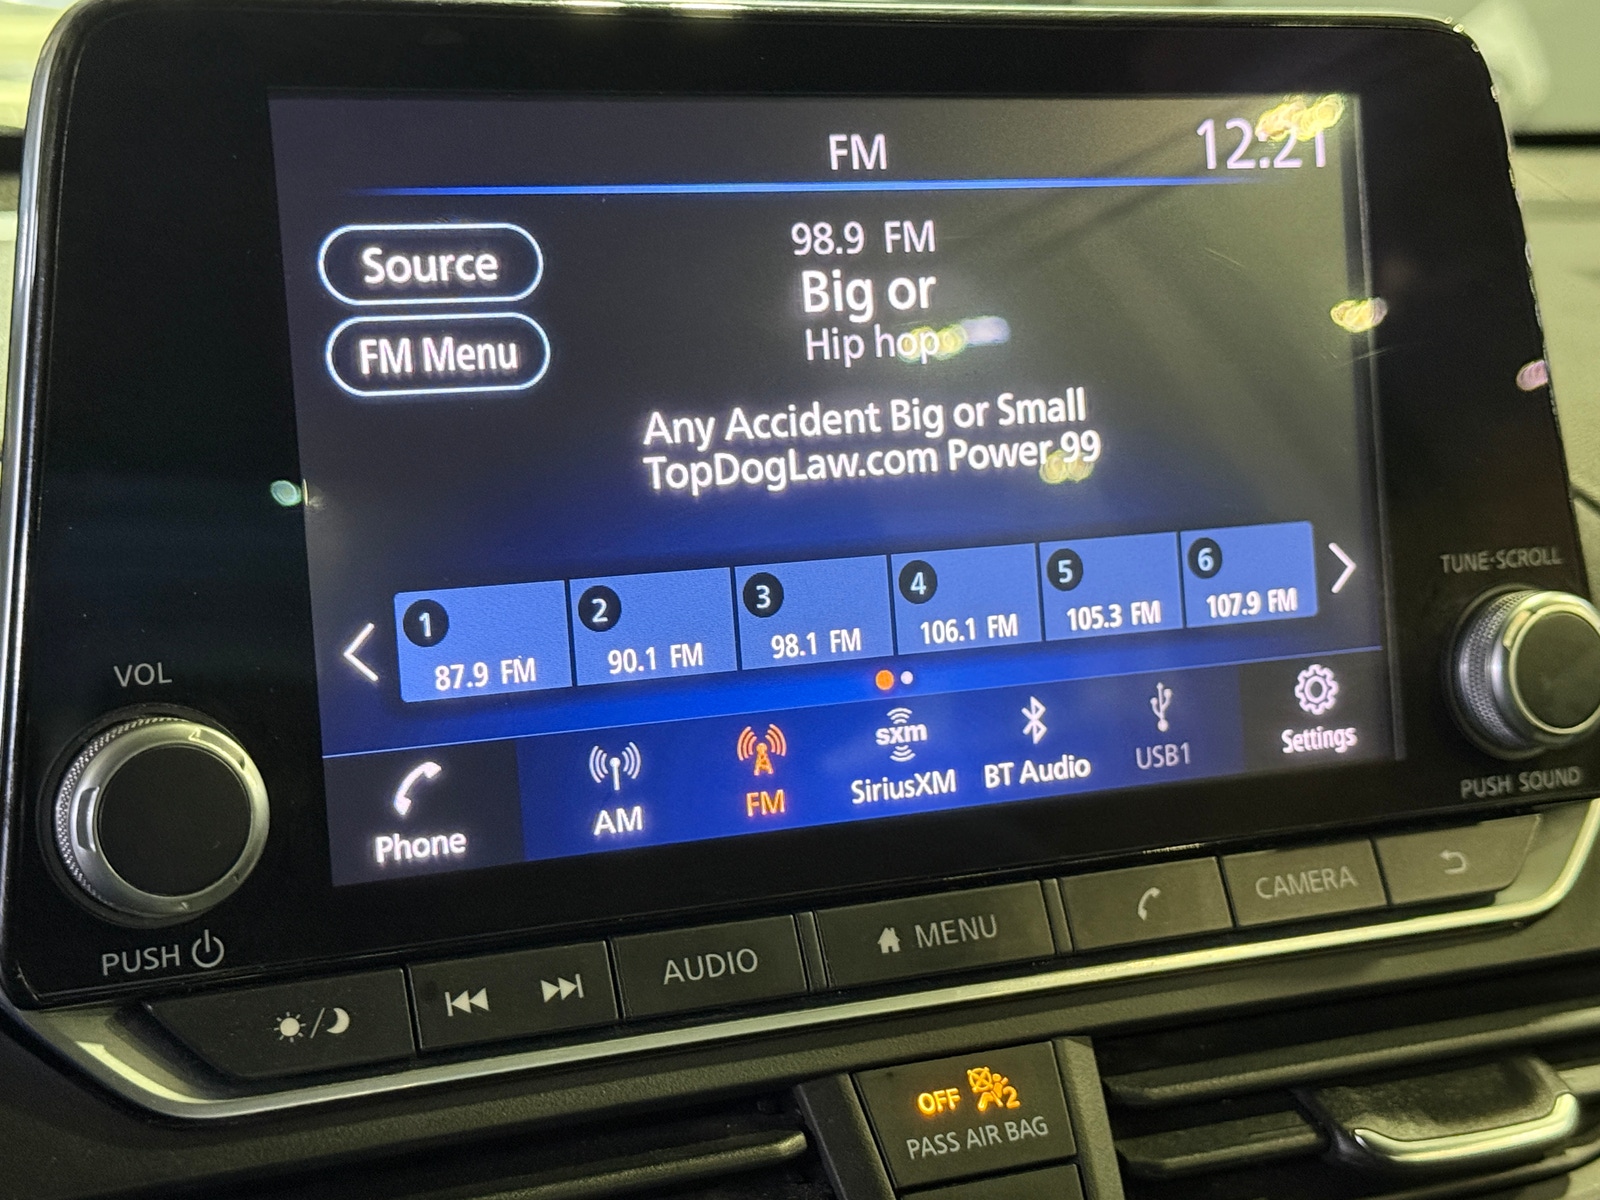 FM
12:21
Source
FM Menu
98.9 FM
Big or
Hip hop
Any Accident Big or Small
TopDogLaw.com Power 99
1
87.9 FM
2
90.1 FM
3
98.1 FM
4
106.1 FM
5
105.3 FM
6
107.9 FM
Phone
AM
FM
sxm
SiriusXM
BT Audio
USB1
Settings
VOL
PUSH
TUNE·SCROLL
PUSH SOUND
AUDIO
MENU
CAMERA
OFF 2
PASS AIR BAG